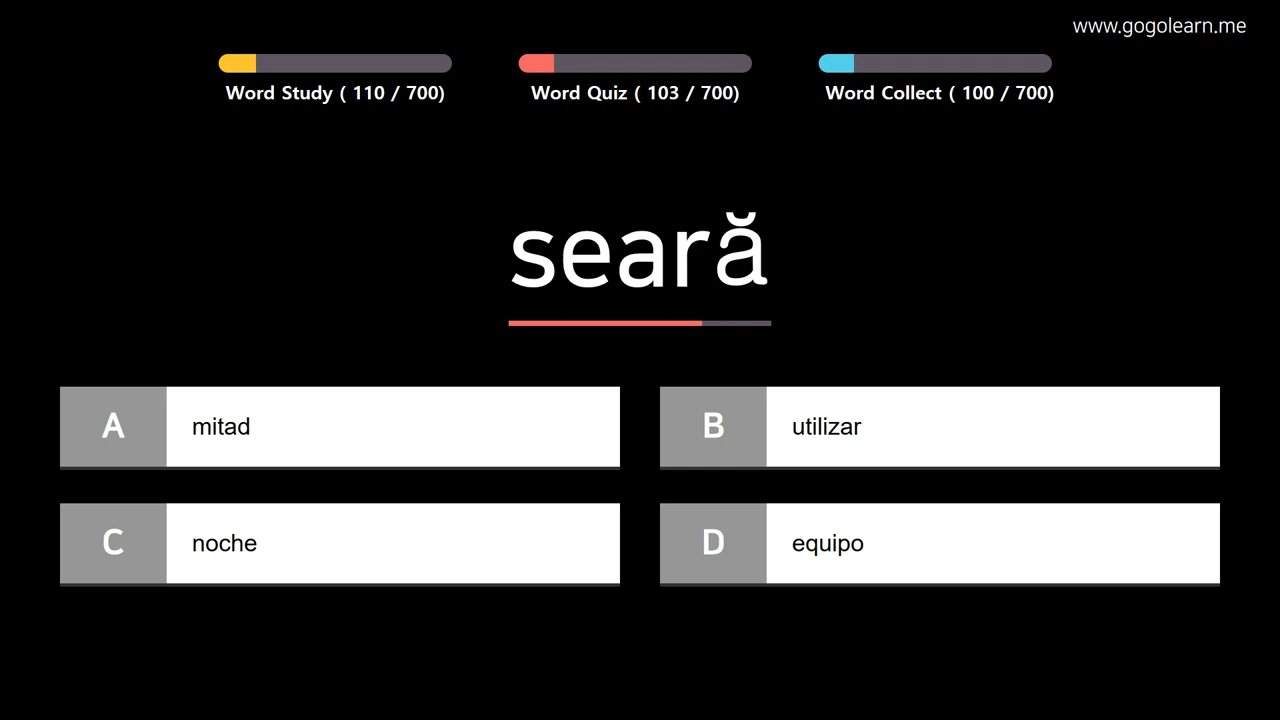 www.gogolearn.me
Word Study ( 110 / 700)
Word Quiz ( 103 / 700)
Word Collect ( 100 / 700)
seară
A mitad
B utilizar
C noche
D equipo